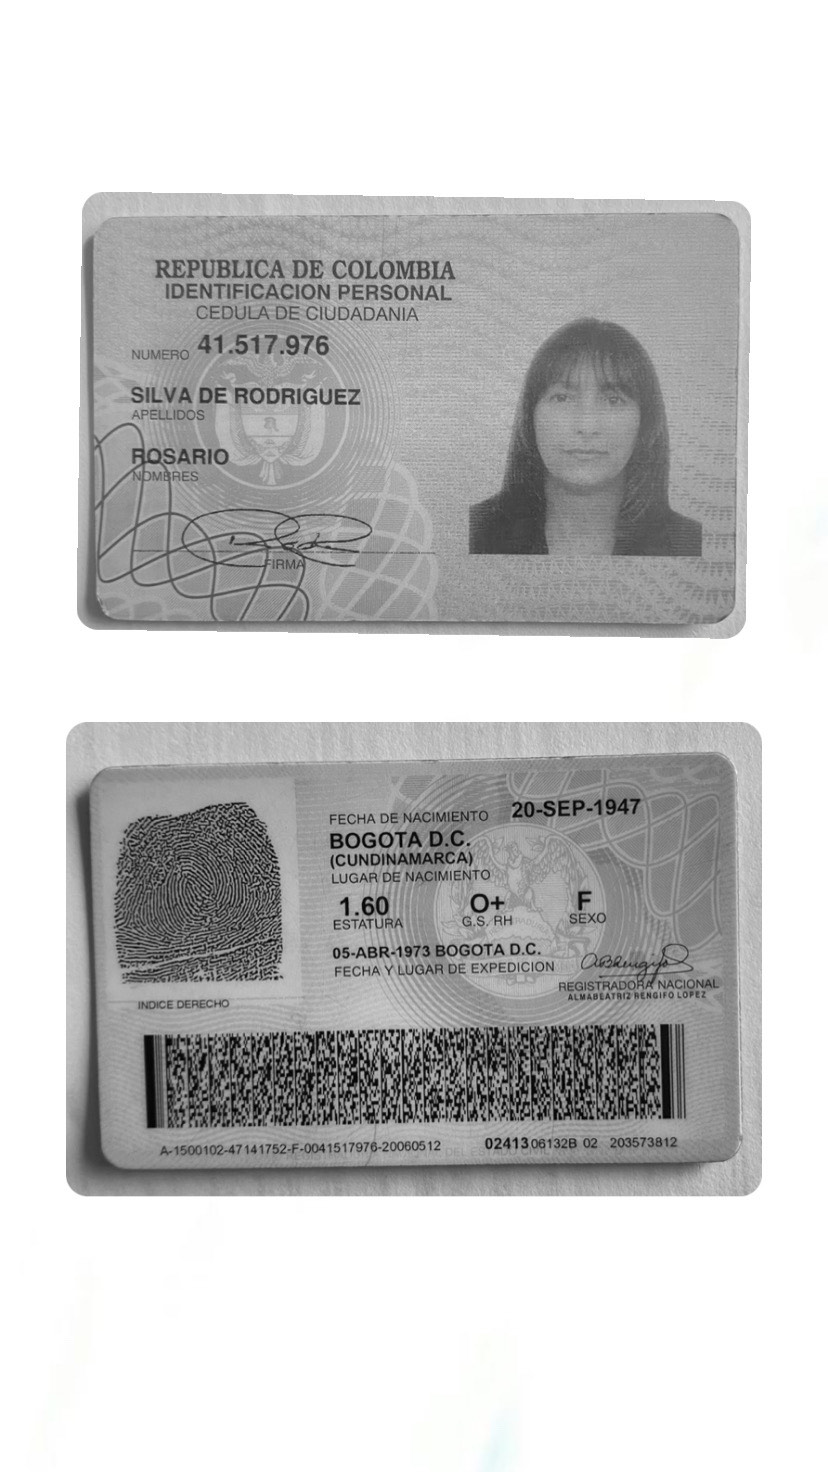 REPUBLICA DE COLOMBIA
IDENTIFICACION PERSONAL
CEDULA DE CIUDADANIA
NUMERO 41.517.976
SILVA DE RODRIGUEZ
APELLIDOS
ROSARIO
NOMBRES
FIRMA
FECHA DE NACIMIENTO 20-SEP-1947
BOGOTA D.C.
(CUNDINAMARCA)
LUGAR DE NACIMIENTO
1.60 O+ F
ESTATURA G.S. RH SEXO
05-ABR-1973 BOGOTA D.C.
FECHA Y LUGAR DE EXPEDICION
REGISTRADORA NACIONAL
ALMABEATRIZ RENGIFO LOPEZ
INDICE DERECHO
A-1500102-47141752-F-0041517976-20060512 02413 06132B 02 203573812